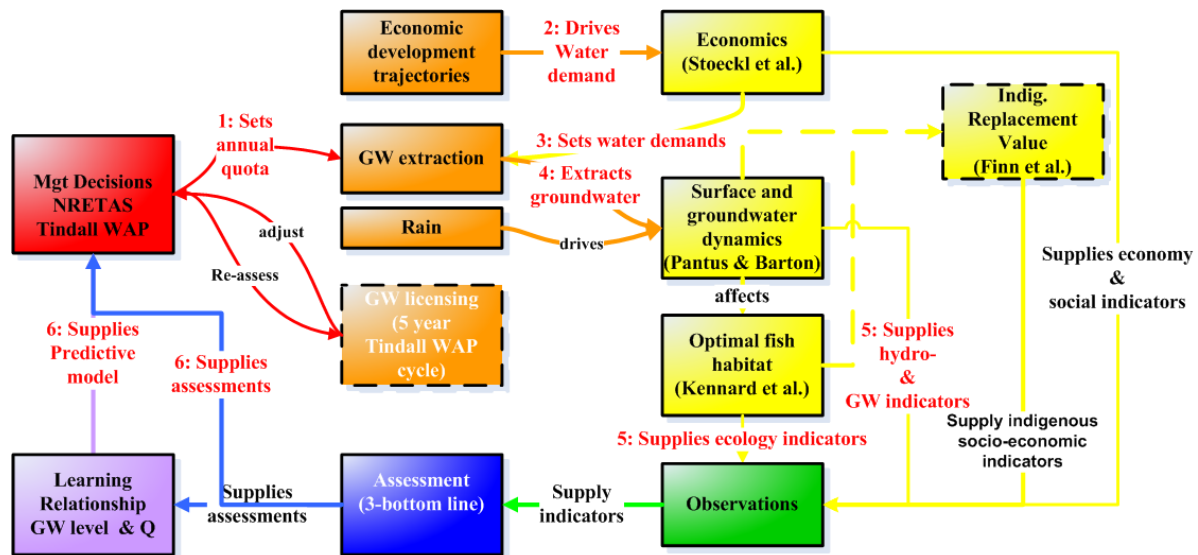 Economic
development
trajectories
2: Drives
Water
demand
Economics
(Stoeckl et al.)
Indig.
Replacement
Value
(Finn et al.)
1: Sets
annual
quota
GW extraction
3: Sets water demands
4: Extracts
groundwater
Mgt Decisions
NRETAS
Tindall WAP
Rain
drives
Surface and
groundwater
dynamics
(Pantus & Barton)
adjust
Re-assess
affects
Supplies economy
&
social indicators
GW licensing
(5 year
Tindall WAP
cycle)
6: Supplies
Predictive
model
6: Supplies
assessments
Optimal fish
habitat
(Kennard et al.)
5: Supplies
hydro-
&
GW indicators
5: Supplies ecology indicators
Supply indigenous
socio-economic
indicators
Learning
Relationship
GW level & Q
Supplies
assessments
Assessment
(3-bottom line)
Supply
indicators
Observations